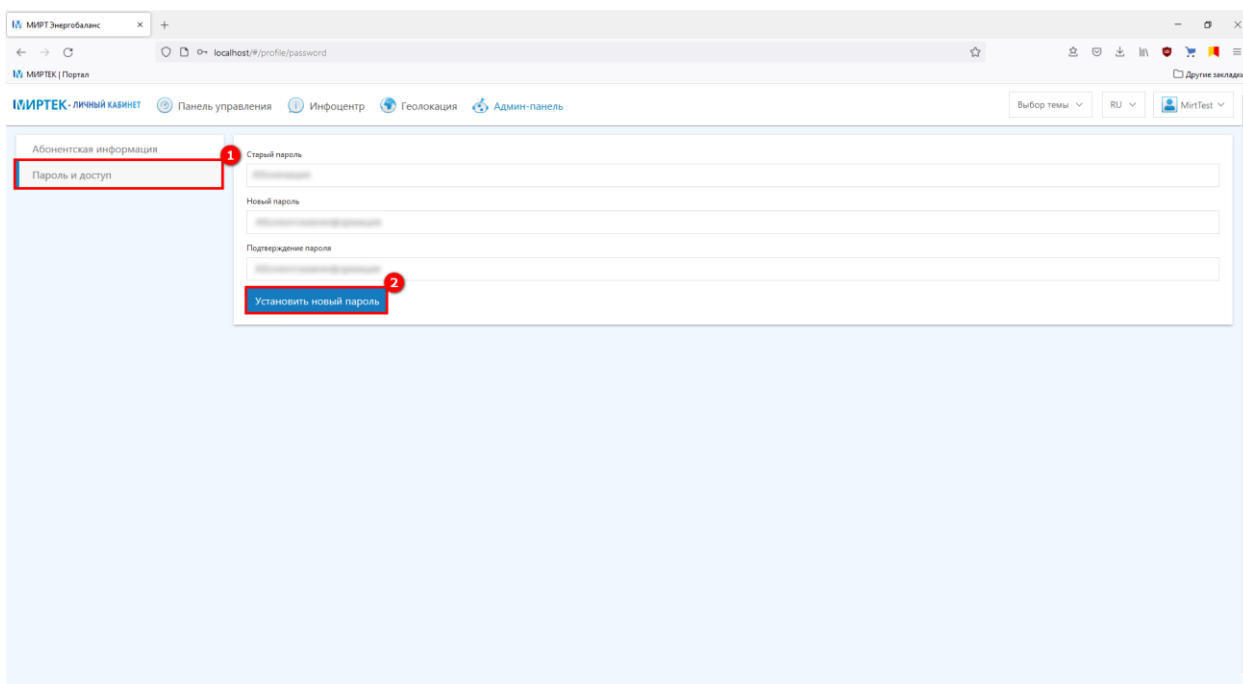 МИРТ Энергобаланс
localhost/#/profile/password
МИРТЕК | Портал
Другие закладки
МИРТЕК - ЛИЧНЫЙ КАБИНЕТ Панель управления Инфоцентр Геолокация Админ-панель Выбор темы RU MirtTest
Абонентская информация
1
Пароль и доступ
Старый пароль
Новый пароль
Подтверждение пароля
2
Установить новый пароль